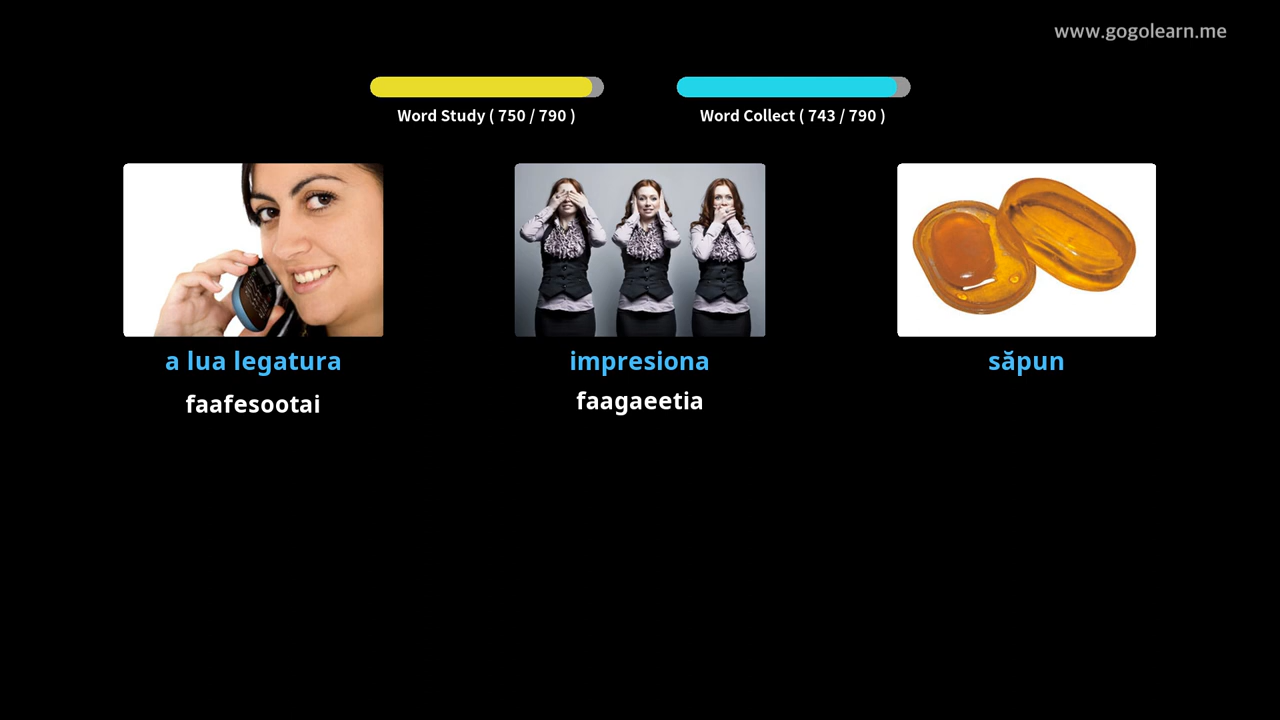 www.gogolearn.me
Word Study ( 750 / 790 )
Word Collect ( 743 / 790 )
a lua legatura
impresiona
săpun
faafesootai
faagaeetia